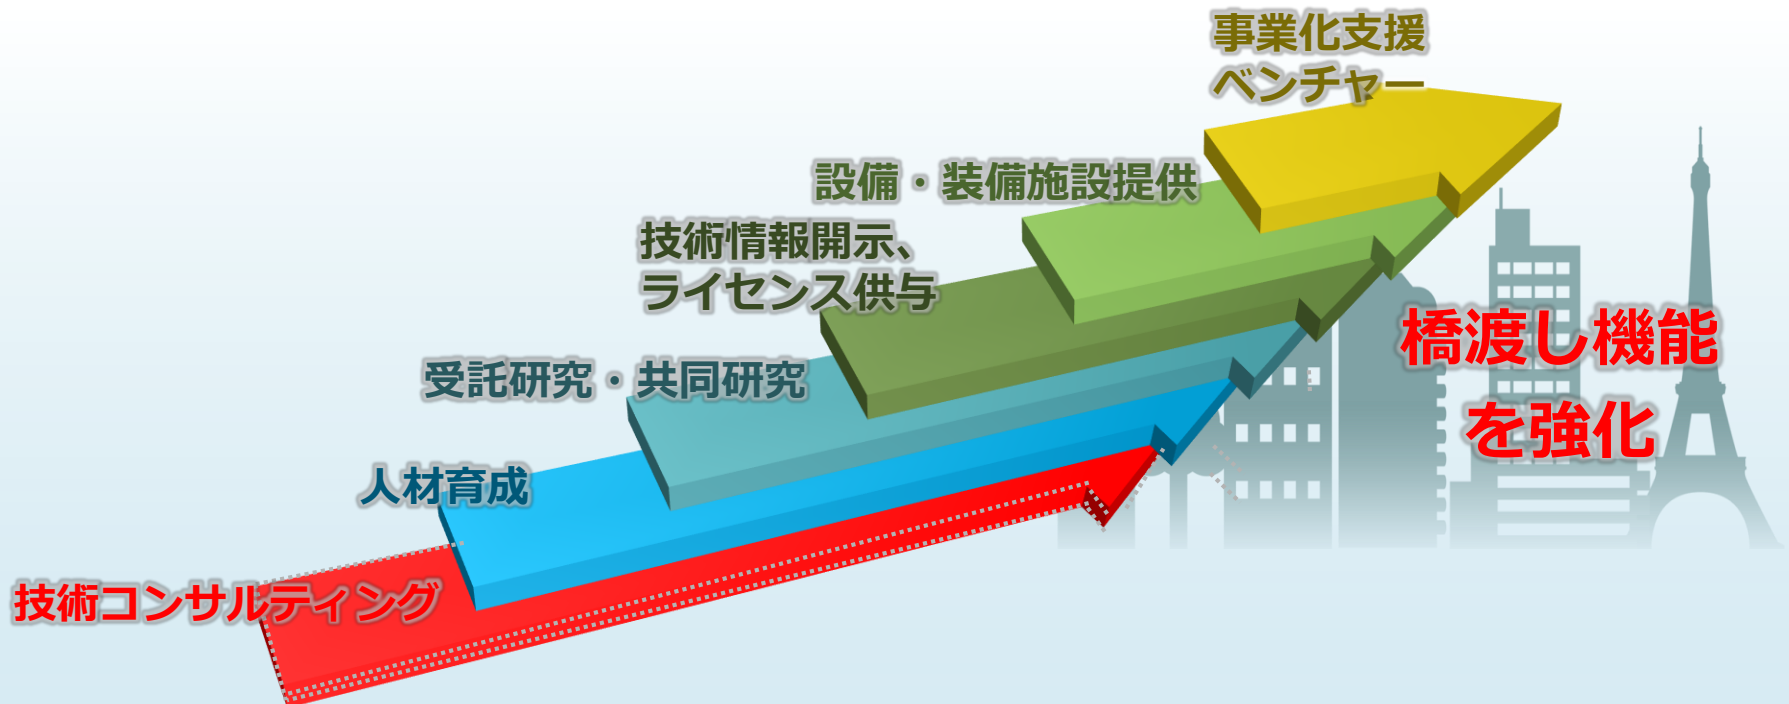 事業化支援
ベンチャー
設備・装備施設提供
技術情報開示、
ライセンス供与
受託研究・共同研究
人材育成
技術コンサルティング
橋渡し機能
を強化